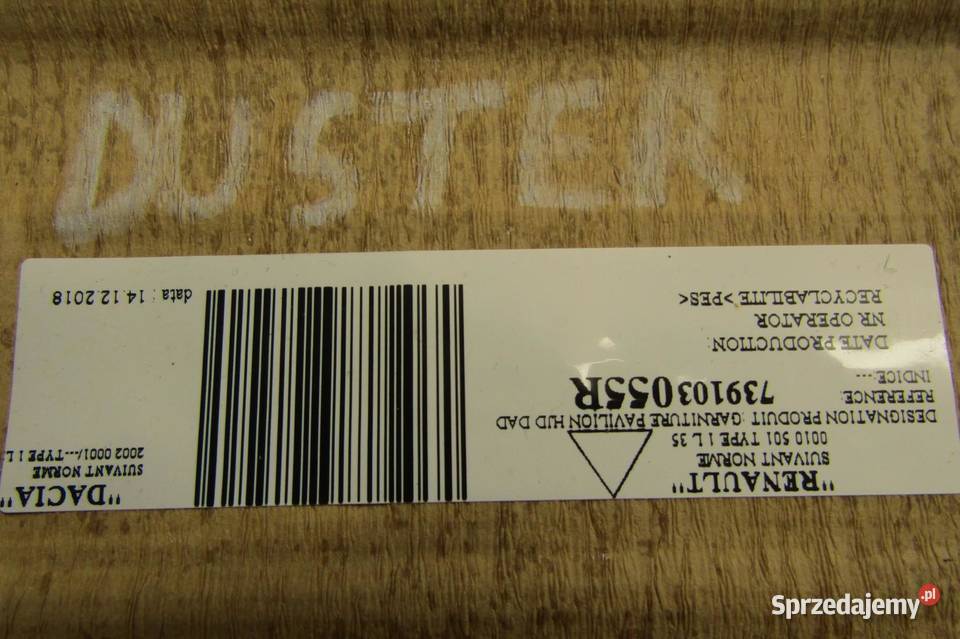 DUSTER
"RENAULT"
SUIVANT NORME
0010 501 TYPE 1 L 35
DESIGNATION PRODUIT :GARNITURE PAVILION HJD DAD
REFERENCE: 739103055R
INDICE:---
DATE PRODUCTION:
NR OPERATOR
RECYCLABILITE >PES<
"DACIA"
SUIVANT NORME
2002 0001/---TYPE 1 L
data : 14.12.2018
Sprzedajemy.pl